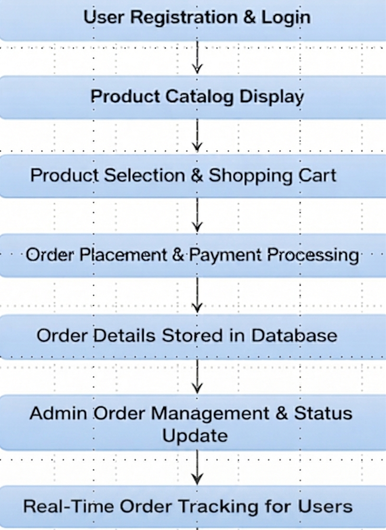 User Registration & Login
Product Catalog Display
Product Selection & Shopping Cart
Order Placement & Payment Processing
Order Details Stored in Database
Admin Order Management & Status
Update
Real-Time Order Tracking for Users